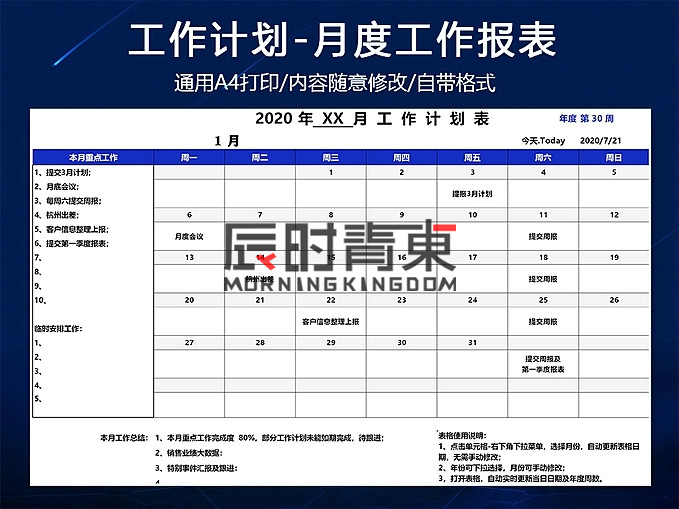 工作计划-月度工作报表
通用A4打印/内容随意修改/自带格式
2020 年 XX 月 工 作 计 划 表
年度 第 30 周
1 月
今天.Today 2020/7/21
本月重点工作 周一 周二 周三 周四 周五 周六 周日
1、提交3月计划; 1 2 3 4 5
2、月底会议; 提报3月计划
3、每周六提交周报;
4、杭州出差; 6 7 8 9 10 11 12
5、客户信息整理上报; 月度会议 提交周报
6、提交第一季度报表;
7、 13 14 15 16 17 18 19
8、 杭州出差 提交周报
9、
10、 20 21 22 23 24 25 26
客户信息整理上报 提交周报
临时安排工作:
1、 27 28 29 30 31
2、 提交周报及
3、 第一季度报表
4、
5、
辰时青東
MORNINGKINGDOM
本月工作总结: 1、本月重点工作完成度 80%，部分工作计划未能如期完成，待跟进;
2、销售业绩大数据:
3、特别事件汇报及跟进:
表格使用说明:
1、点击单元格-右下角下拉菜单，选择月份，自动更新表格日
期，无需手动修改;
2、年份可下拉选择，月份可手动修改;
3，打开表格，自动实时更新当日日期及年度周数。